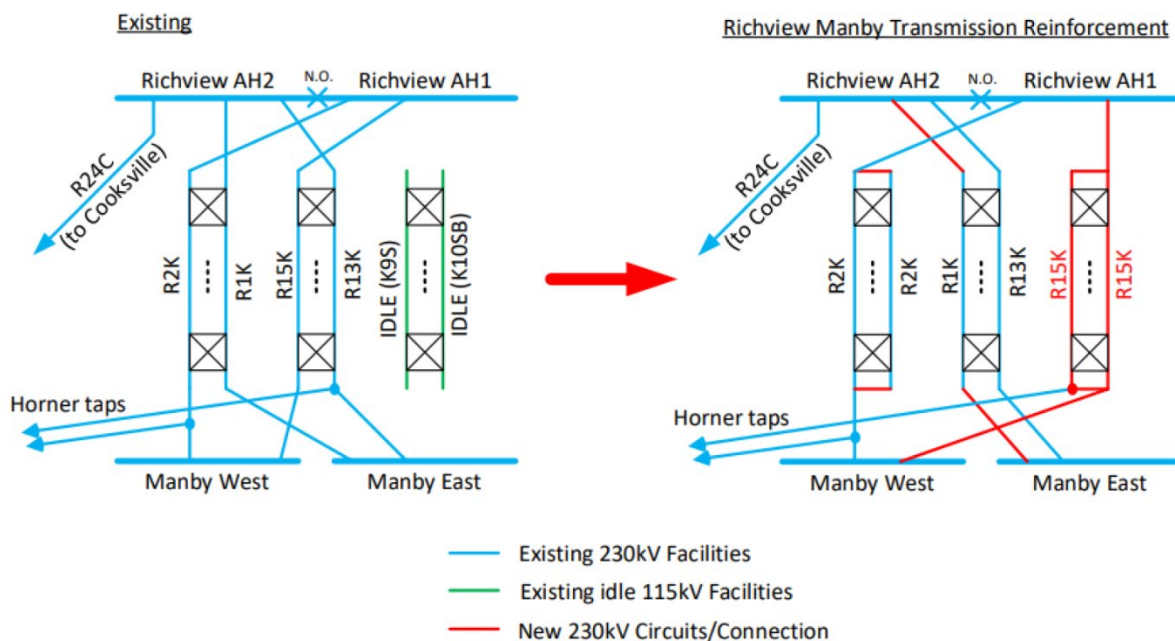 Existing
Richview AH2
N.O.
Richview AH1
R24C
(to Cooksville)
R2K
R1K
R15K
R13K
IDLE (K9S)
IDLE (K10SB)
Horner taps
Manby West
Manby East
Richview Manby Transmission Reinforcement
Richview AH2
N.O.
Richview AH1
R24C
(to Cooksville)
R2K
R2K
R1K
R13K
R15K
R15K
Horner taps
Manby West
Manby East
Existing 230kV Facilities
Existing idle 115kV Facilities
New 230kV Circuits/Connection